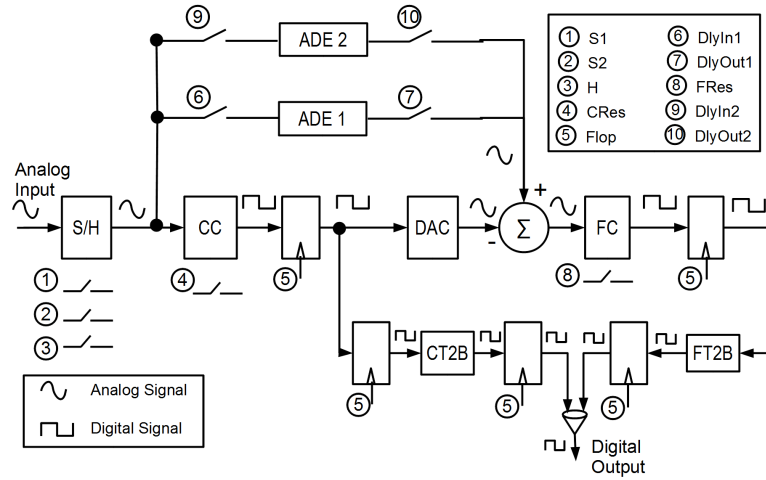 9
ADE 2
10
6
ADE 1
7
1 S1
2 S2
3 H
4 CRes
5 Flop
6 DlyIn1
7 DlyOut1
8 FRes
9 DlyIn2
10 DlyOut2
Analog
Input
S/H
CC
5
DAC
-
+
Σ
FC
5
1
2
3
4
8
CT2B
FT2B
5
5
5
Analog Signal
Digital Signal
Digital
Output